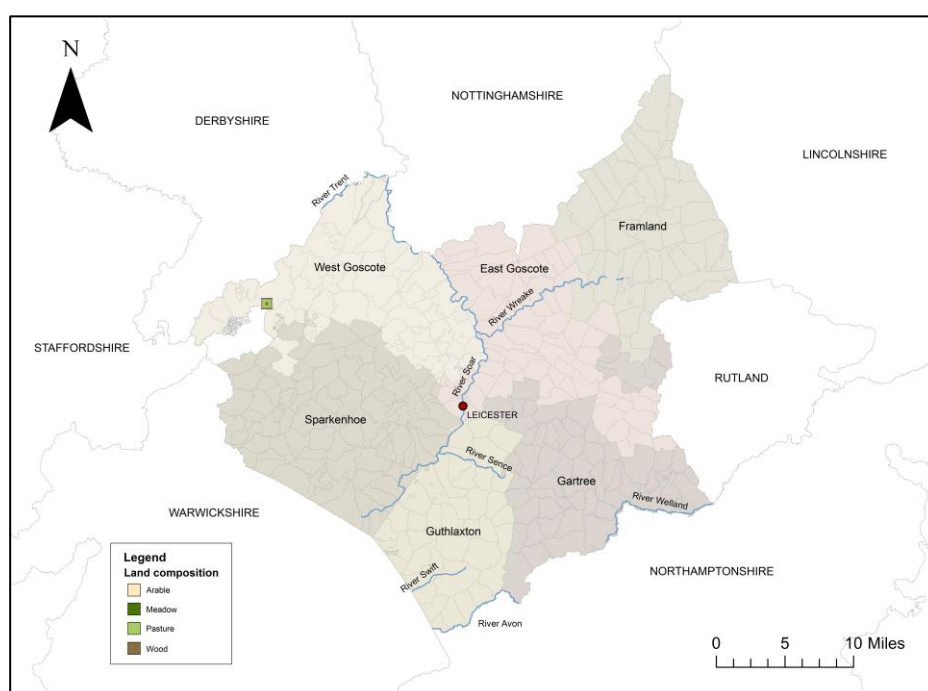 N
NOTTINGHAMSHIRE
DERBYSHIRE
LINCOLNSHIRE
River Trent
Framland
West Goscote
East Goscote
River Wreake
STAFFORDSHIRE
RUTLAND
River Soar
LEICESTER
Sparkenhoe
River Sence
Gartree
River Welland
WARWICKSHIRE
Guthlaxton
NORTHAMPTONSHIRE
River Swift
River Avon
Legend
Land composition
Arable
Meadow
Pasture
Wood
0 5 10 Miles